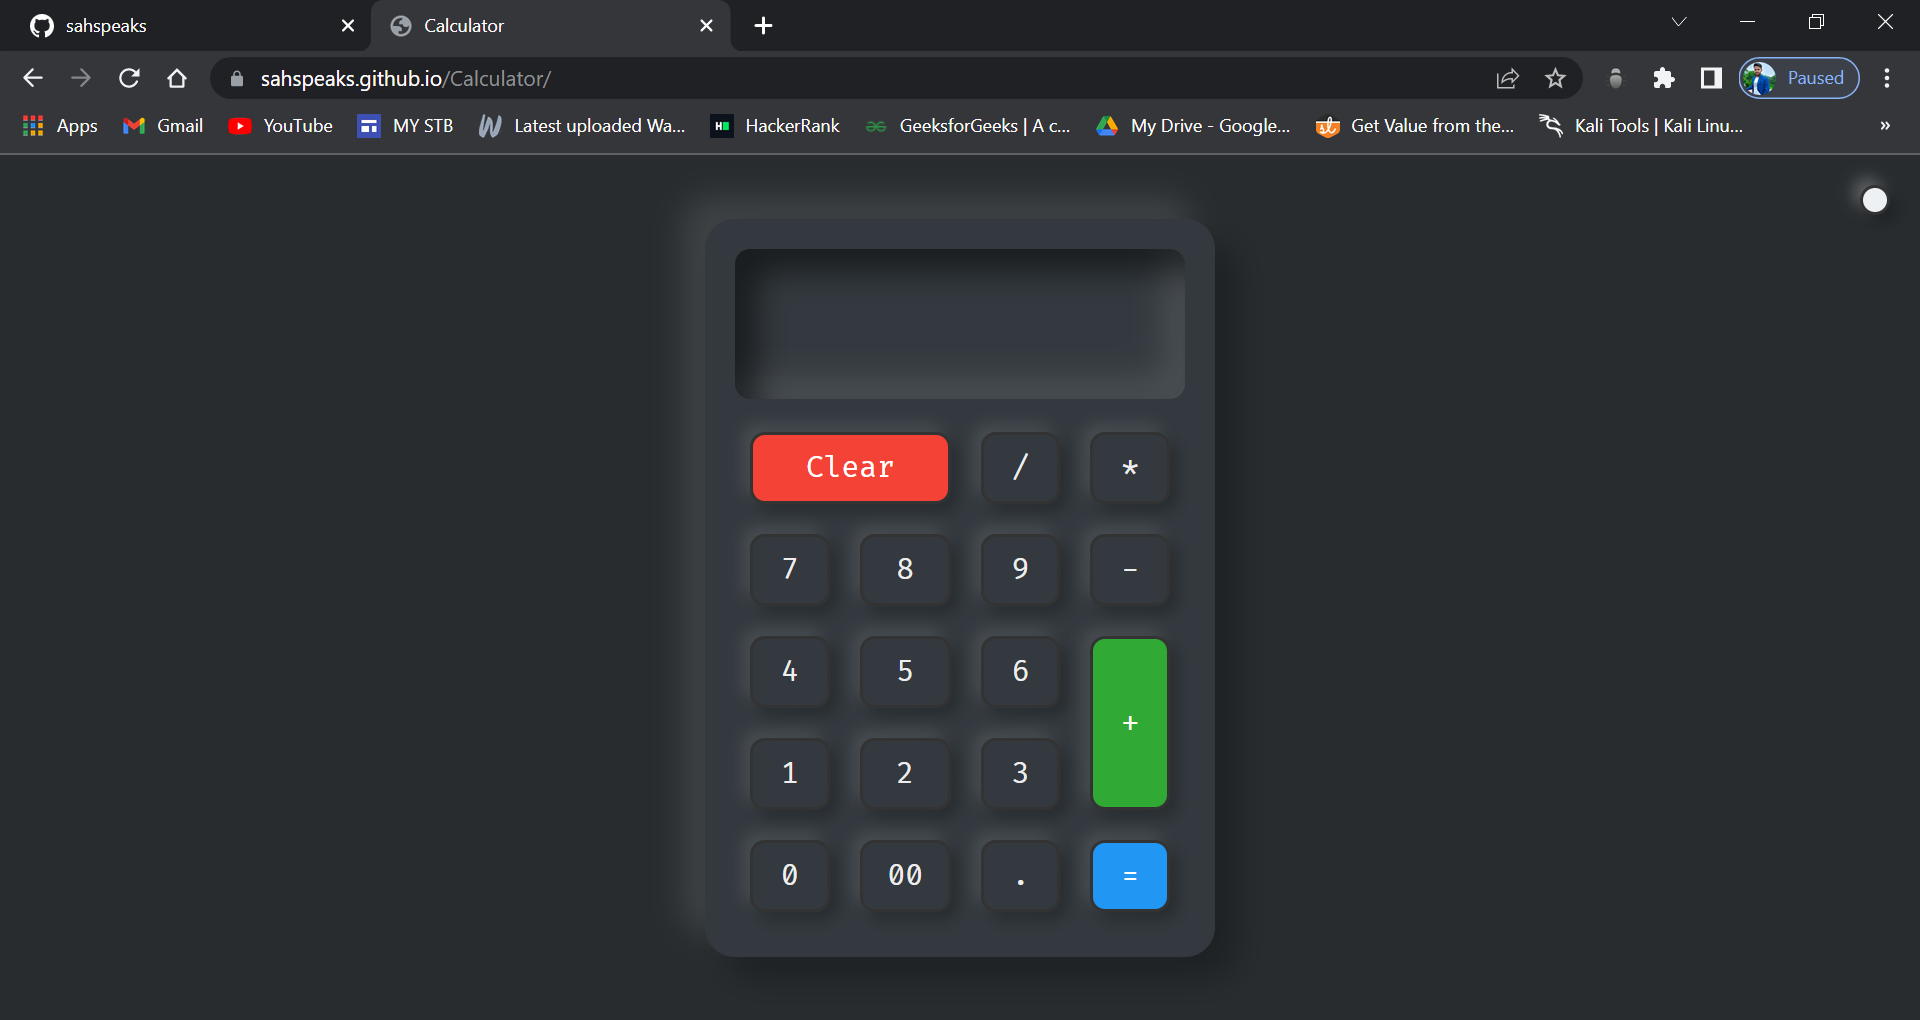 sahspeaks
Calculator
sahspeaks.github.io/Calculator/
Paused
Apps
Gmail
YouTube
MY STB
Latest uploaded Wa...
HackerRank
GeeksforGeeks | A c...
My Drive - Google...
Get Value from the...
Kali Tools | Kali Linu...
»
Clear / *
7 8 9 -
4 5 6
+
1 2 3
0 00 . =